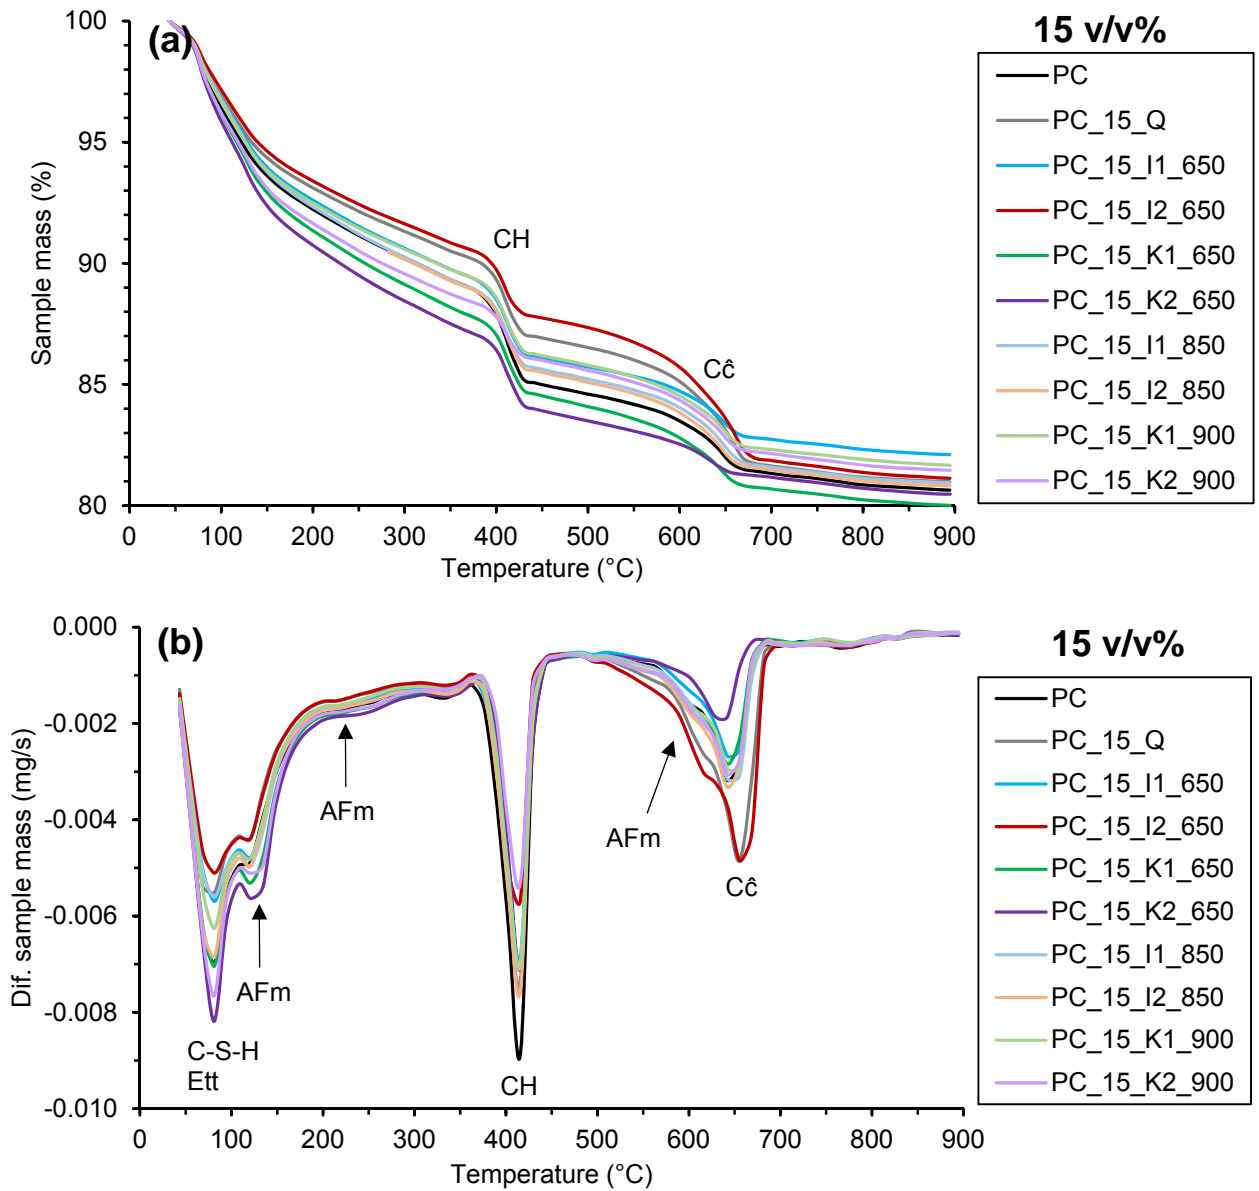 (a)
15 v/v%
100
95
90
85
80
Sample mass (%)
CH
Cĉ
0 100 200 300 400 500 600 700 800 900
Temperature (°C)
PC
PC_15_Q
PC_15_I1_650
PC_15_I2_650
PC_15_K1_650
PC_15_K2_650
PC_15_I1_850
PC_15_I2_850
PC_15_K1_900
PC_15_K2_900
(b)
15 v/v%
0.000
-0.002
-0.004
-0.006
-0.008
-0.010
Dif. sample mass (mg/s)
AFm
AFm
AFm
Cĉ
C-S-H
Ett
CH
0 100 200 300 400 500 600 700 800 900
Temperature (°C)
PC
PC_15_Q
PC_15_I1_650
PC_15_I2_650
PC_15_K1_650
PC_15_K2_650
PC_15_I1_850
PC_15_I2_850
PC_15_K1_900
PC_15_K2_900